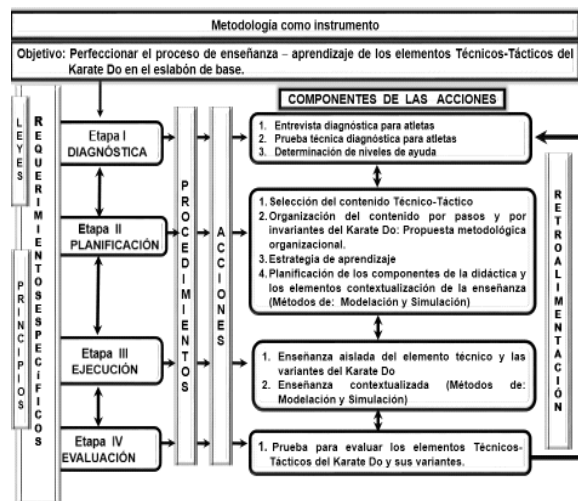 Metodología como instrumento
Objetivo: Perfeccionar el proceso de enseñanza – aprendizaje de los elementos Técnicos-Tácticos del
Karate Do en el eslabón de base.
LEYES
PRINCIPIOS
REQUERIMIENTOS ESPECÍFICOS
Etapa I
DIAGNÓSTICA
Etapa II
PLANIFICACIÓN
Etapa III
EJECUCIÓN
Etapa IV
EVALUACIÓN
PROCEDIMIENTOS
ACCIONES
COMPONENTES DE LAS ACCIONES
1. Entrevista diagnóstica para atletas
2. Prueba técnica diagnóstica para atletas
3. Determinación de niveles de ayuda
1. Selección del contenido Técnico-Táctico
2. Organización del contenido por pasos y por
invariantes del Karate Do: Propuesta metodológica
organizacional.
3. Estrategia de aprendizaje
4. Planificación de los componentes de la didáctica y
los elementos contextualización de la enseñanza
(Métodos de: Modelación y Simulación)
1. Enseñanza aislada del elemento técnico y las
variantes del Karate Do
2. Enseñanza contextualizada (Métodos de:
Modelación y Simulación)
1. Prueba para evaluar los elementos Técnicos-
Tácticos del Karate Do y sus variantes.
RETROALIMENTACIÓN